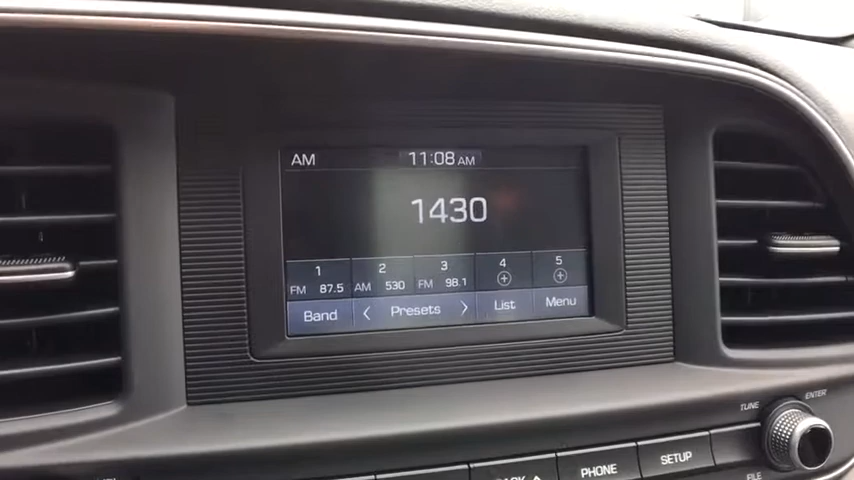 AM 11:08 AM
1430
1 2 3 4 5
FM 87.5 AM 530 FM 98.1
Band < Presets > List Menu
TUNE ENTER
PHONE SETUP
FILE